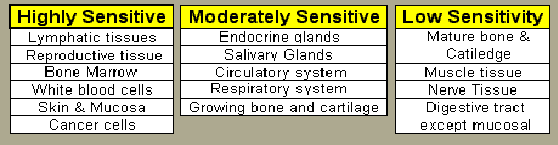 Highly Sensitive
Lymphatic tissues
Reproductive tissue
Bone Marrow
White blood cells
Skin & Mucosa
Cancer cells
Moderately Sensitive
Endocrine glands
Salivary Glands
Circulatory system
Respiratory system
Growing bone and cartilage
Low Sensitivity
Mature bone &
Catiledge
Muscle tissue
Nerve Tissue
Digestive tract
except mucosal